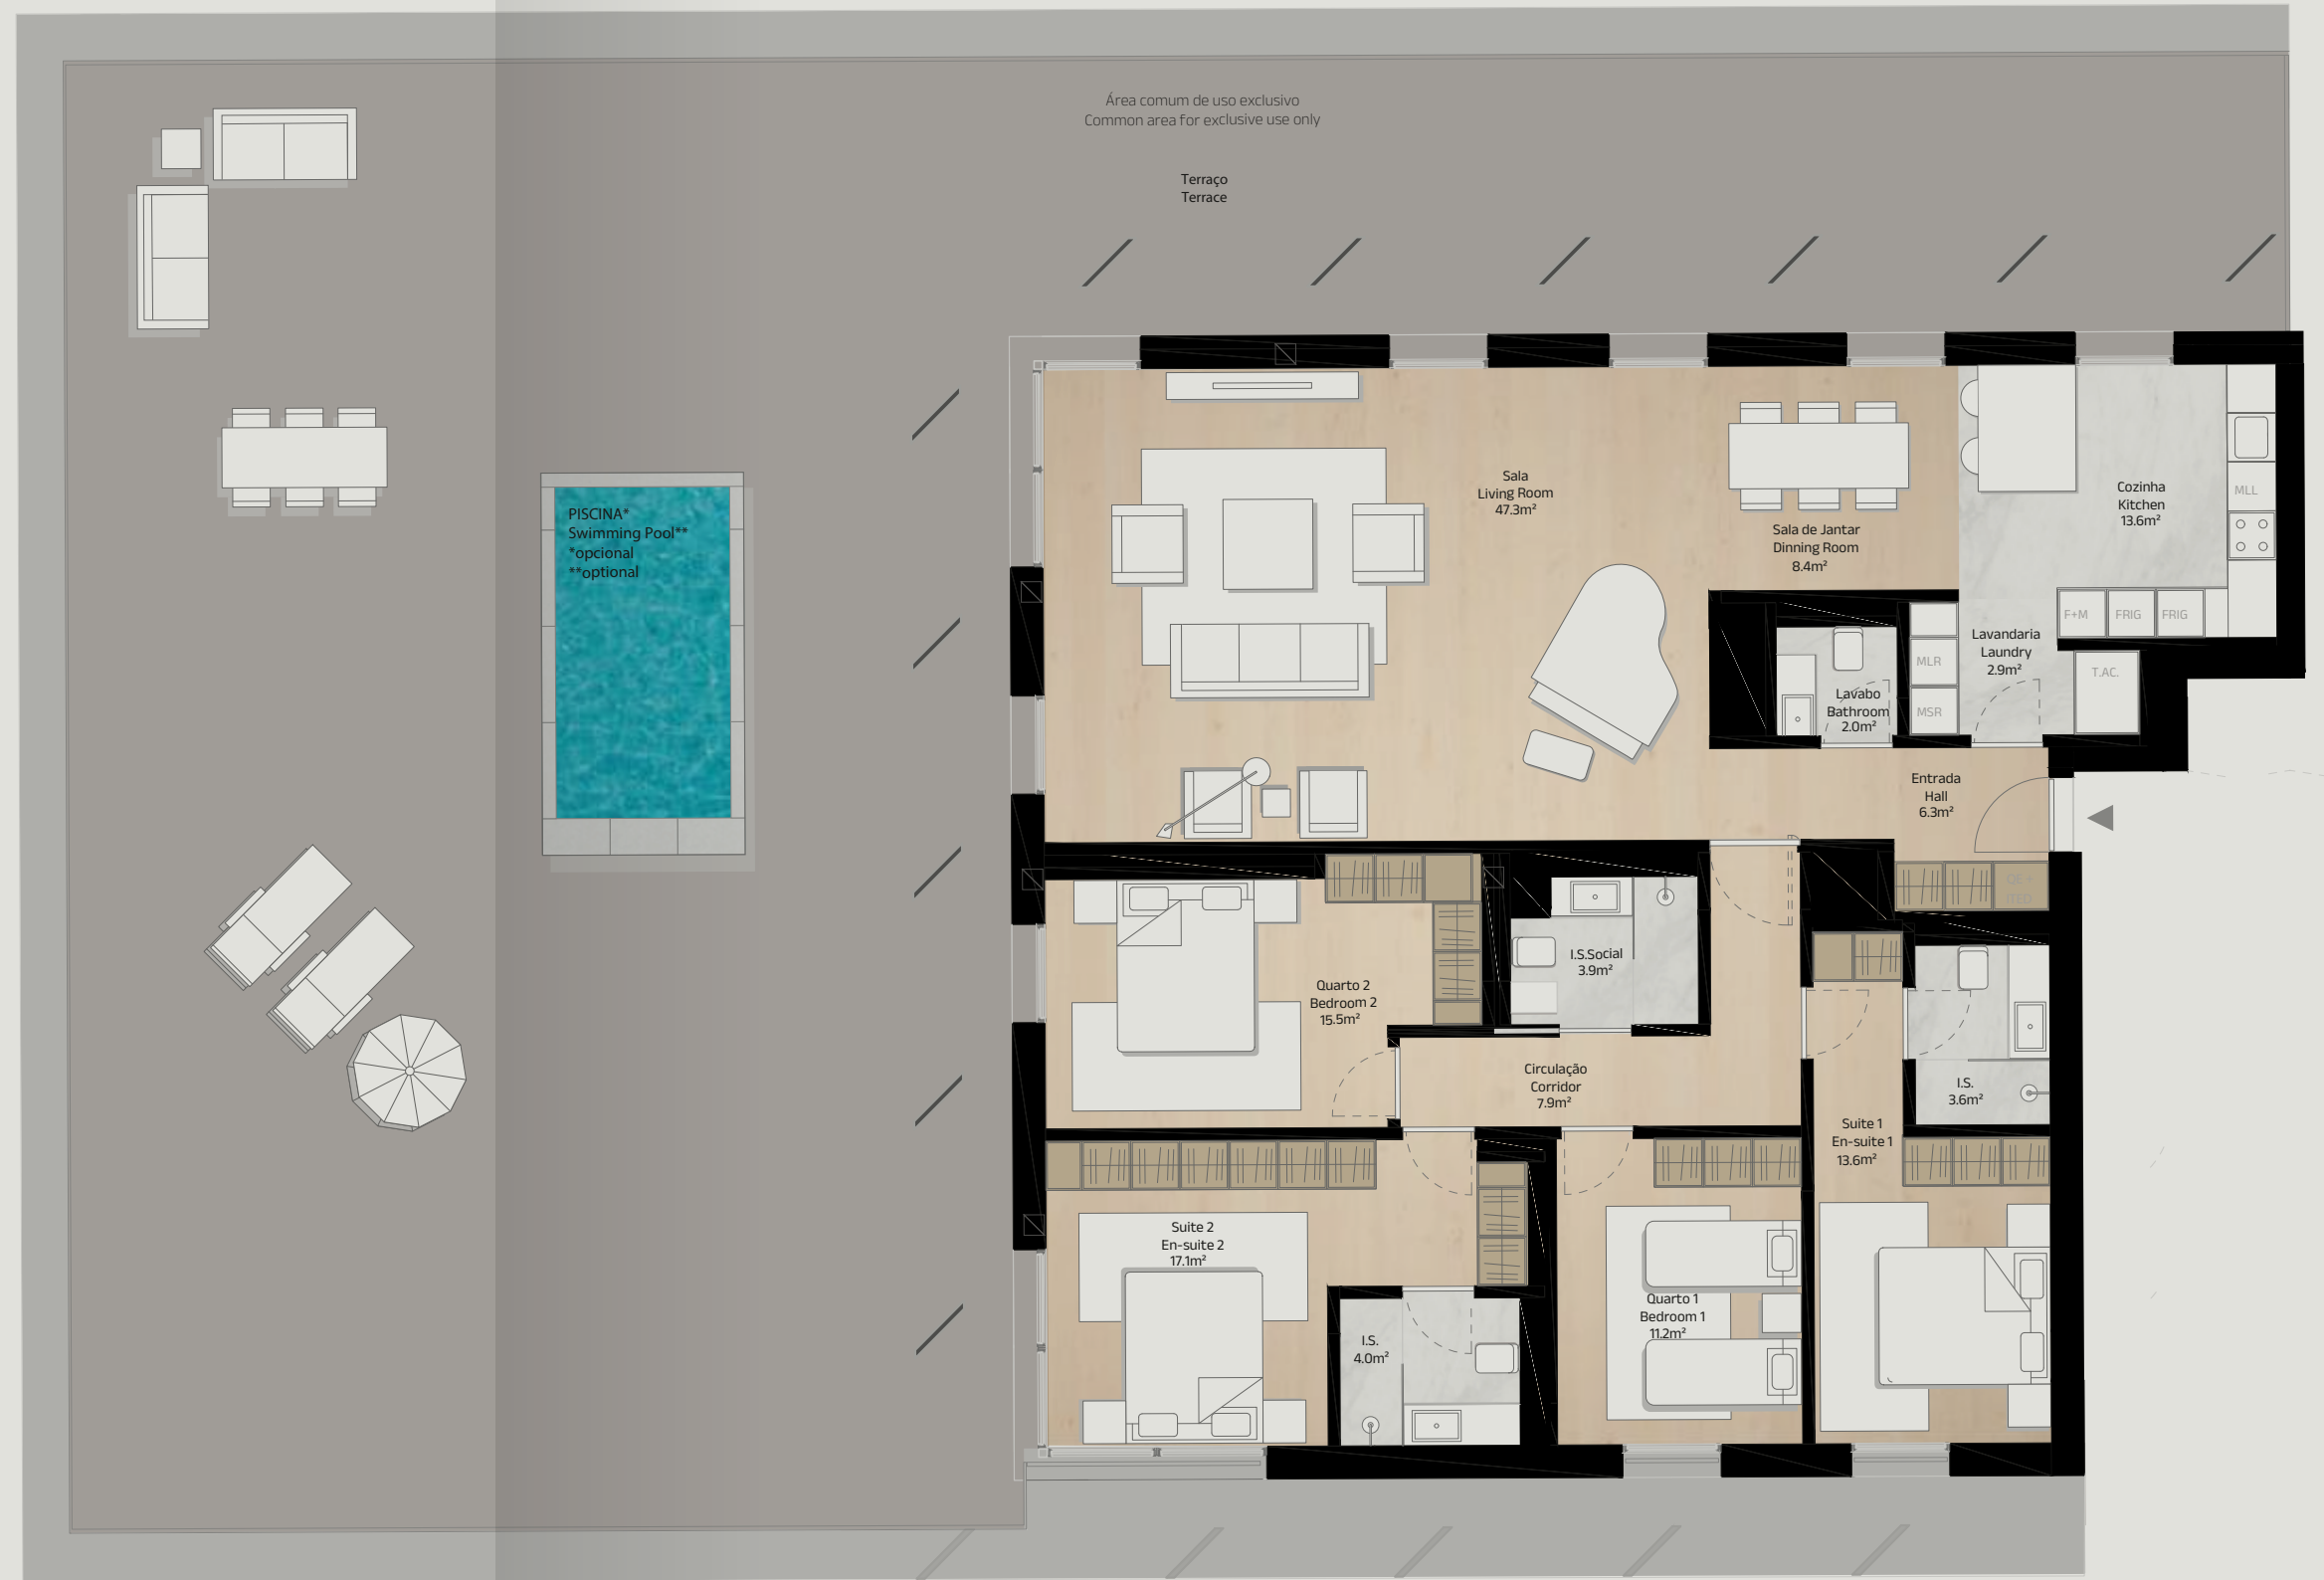 Área comum de uso exclusivo
Common area for exclusive use only
Terraço
Terrace
PISCINA*
Swimming Pool**
*opcional
**optional
Sala
Living Room
47.3m²
Sala de Jantar
Dinning Room
8.4m²
Cozinha
Kitchen
13.6m²
MLL
F+M
FRIG
FRIG
Lavandaria
Laundry
2.9m²
T.AC.
MLR
MSR
Lavabo
Bathroom
2.0m²
Entrada
Hall
6.3m²
QE +
ITED
Quarto 2
Bedroom 2
15.5m²
I.S.Social
3.9m²
Circulação
Corridor
7.9m²
I.S.
3.6m²
Suite 1
En-suite 1
13.6m²
Suite 2
En-suite 2
17.1m²
I.S.
4.0m²
Quarto 1
Bedroom 1
11.2m²